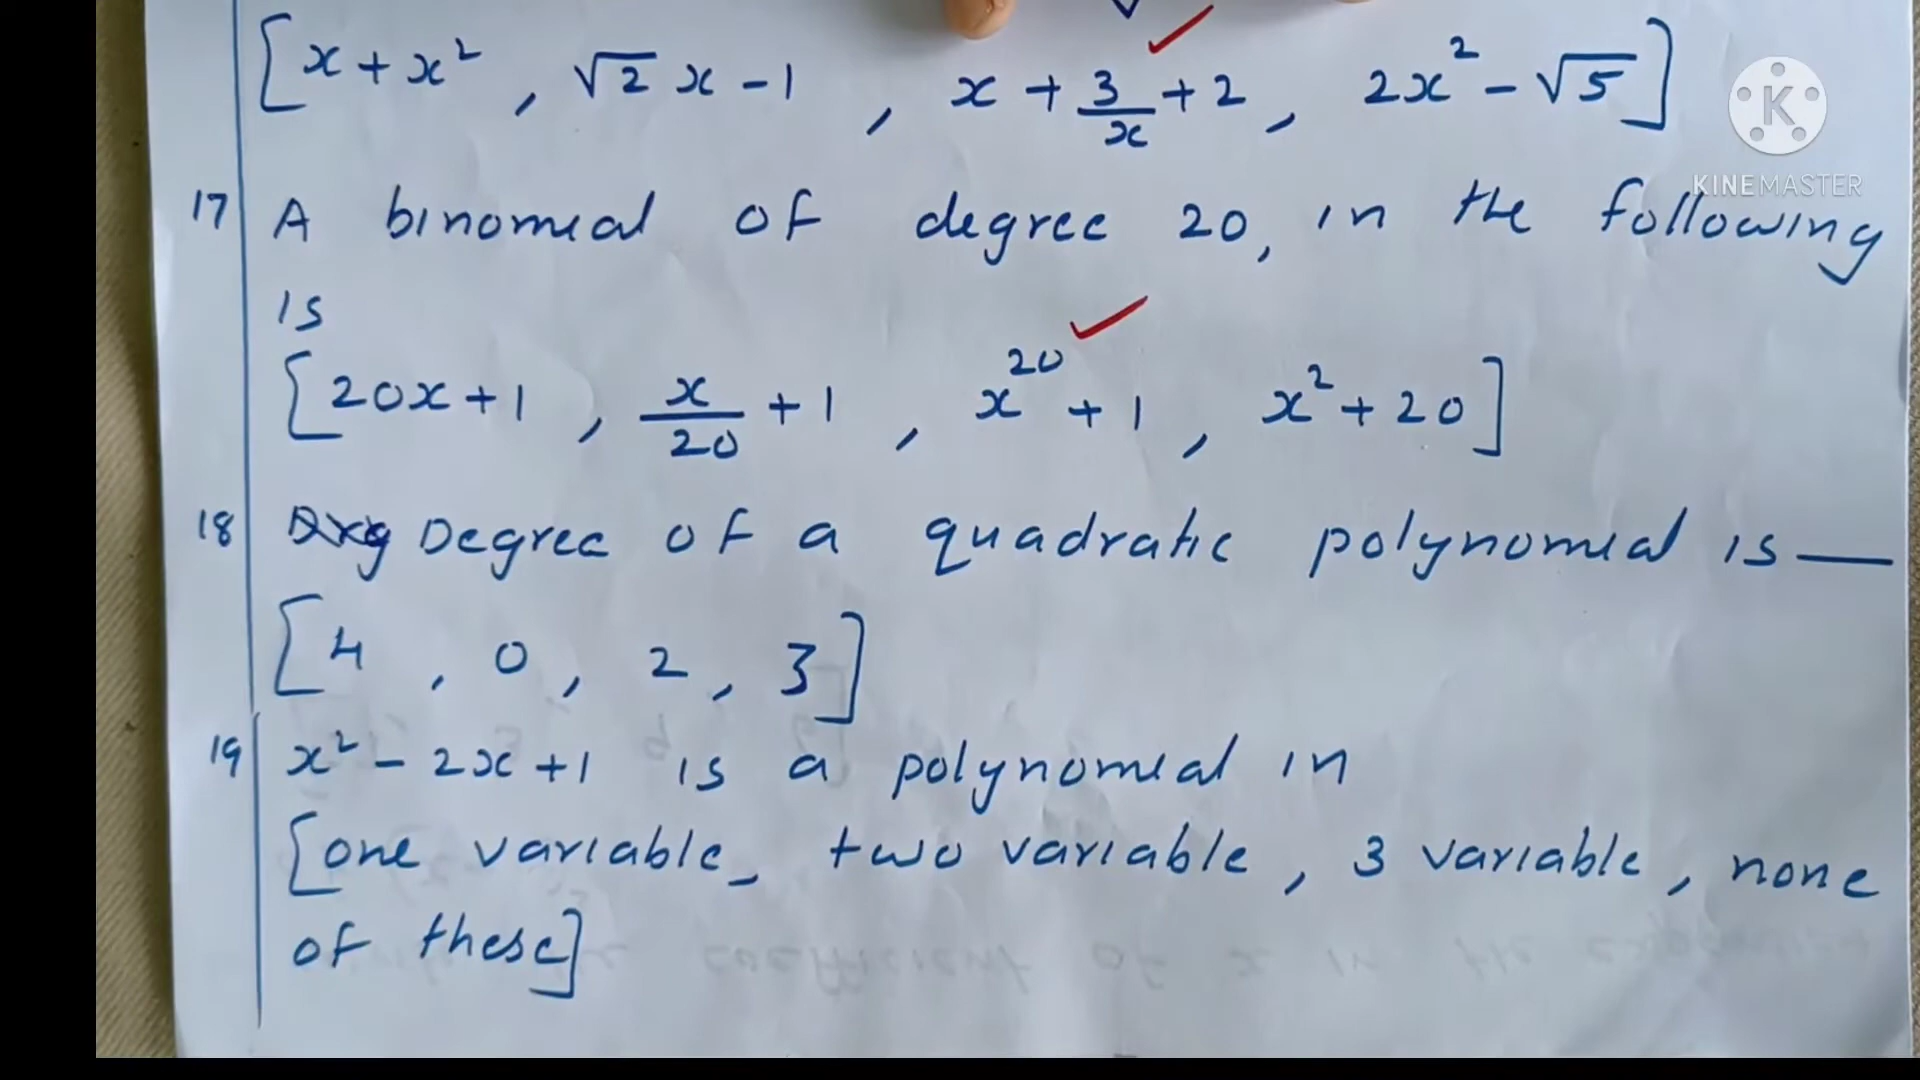 [x + x², √2 x - 1, x + 3/x + 2, 2x² - √5]
KINEMASTER
17 A binomial of degree 20, in the following
is
[20x + 1, x/20 + 1, x²⁰ + 1, x² + 20]
18 Degree of a quadratic polynomial is —
[4, 0, 2, 3]
19 x² - 2x + 1 is a polynomial in
[one variable, two variable, 3 variable, none
of these]